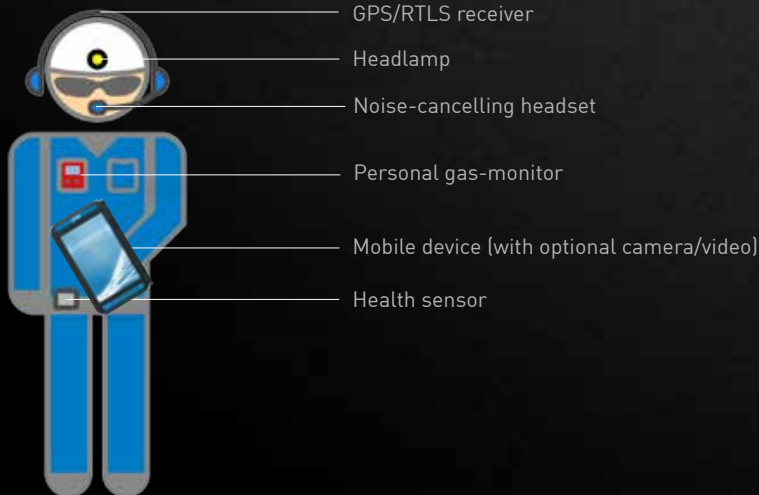 GPS/RTLS receiver
Headlamp
Noise-cancelling headset
Personal gas-monitor
Mobile device (with optional camera/video)
Health sensor